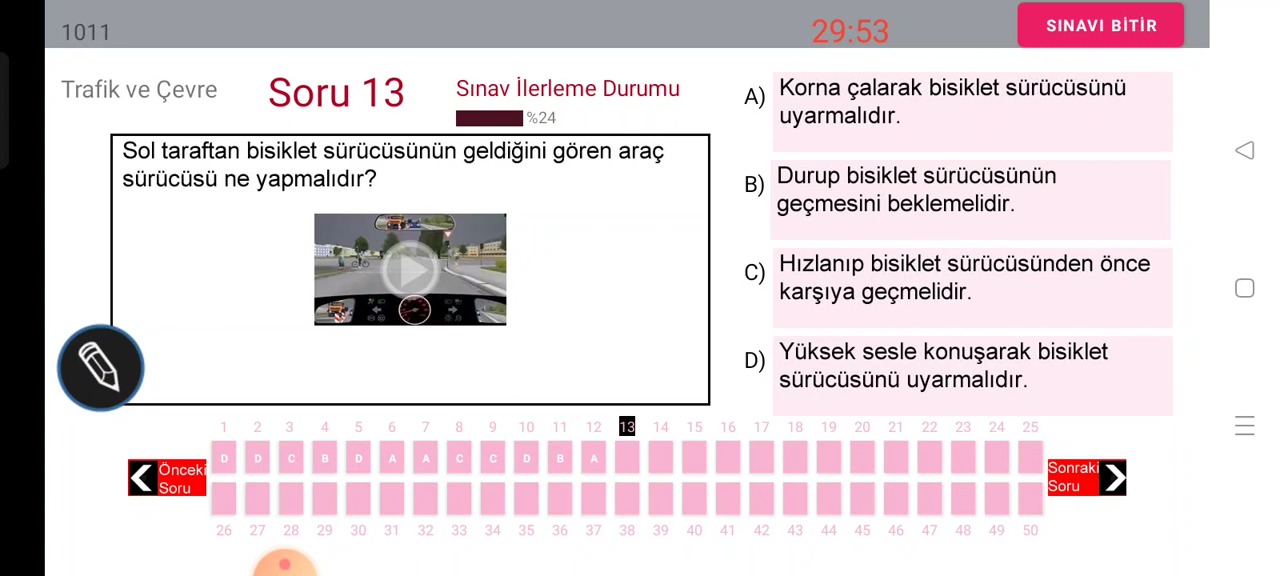 1011
29:53
SINAVI BİTİR
Trafik ve Çevre
Soru 13
Sınav İlerleme Durumu
%24
Sol taraftan bisiklet sürücüsünün geldiğini gören araç
sürücüsü ne yapmalıdır?
A) Korna çalarak bisiklet sürücüsünü
uyarmalıdır.
B) Durup bisiklet sürücüsünün
geçmesini beklemelidir.
C) Hızlanıp bisiklet sürücüsünden önce
karşıya geçmelidir.
D) Yüksek sesle konuşarak bisiklet
sürücüsünü uyarmalıdır.
1 2 3 4 5 6 7 8 9 10 11 12 13 14 15 16 17 18 19 20 21 22 23 24 25
D D C B D A A C C D B A
Önceki
Soru
Sonraki
Soru
26 27 28 29 30 31 32 33 34 35 36 37 38 39 40 41 42 43 44 45 46 47 48 49 50